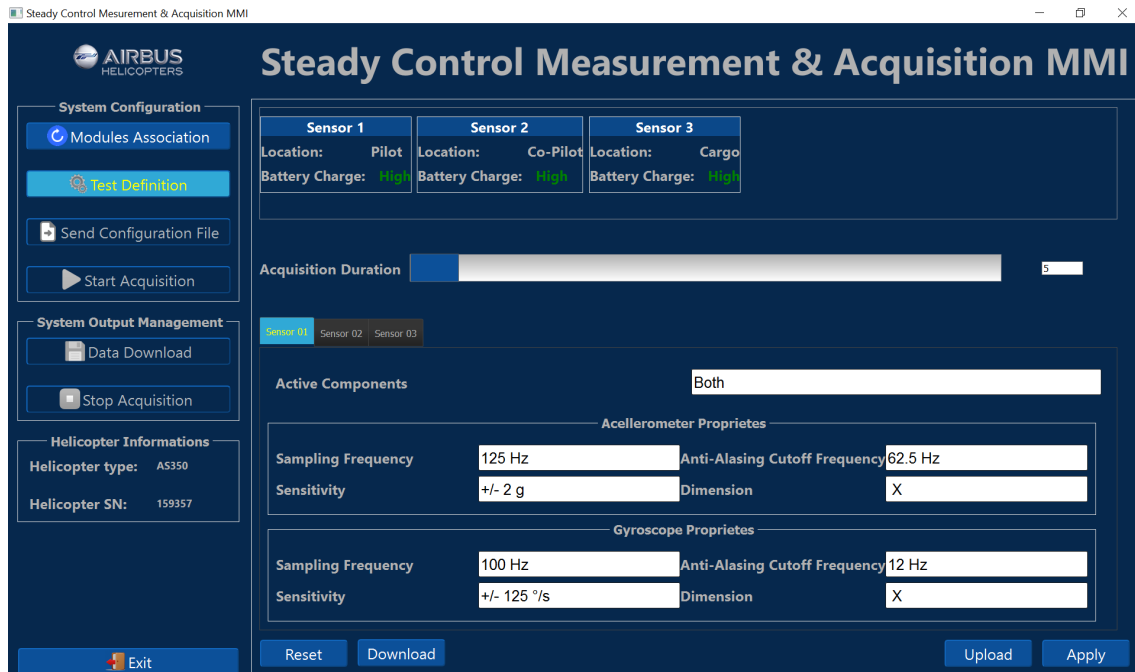 Steady Control Mesurement & Acquisition MMI
AIRBUS
HELICOPTERS
Steady Control Measurement & Acquisition MMI
System Configuration
Modules Association
Test Definition
Send Configuration File
Start Acquisition
System Output Management
Data Download
Stop Acquisition
Helicopter Informations
Helicopter type: AS350
Helicopter SN: 159357
Exit
Sensor 1 Sensor 2 Sensor 3
Location: Pilot Location: Co-Pilot Location: Cargo
Battery Charge: High Battery Charge: High Battery Charge: High
Acquisition Duration 5
Sensor 01 Sensor 02 Sensor 03
Active Components Both
Acellerometer Proprietes
Sampling Frequency 125 Hz Anti-Alasing Cutoff Frequency 62.5 Hz
Sensitivity +/- 2 g Dimension X
Gyroscope Proprietes
Sampling Frequency 100 Hz Anti-Alasing Cutoff Frequency 12 Hz
Sensitivity +/- 125 °/s Dimension X
Reset Download Upload Apply